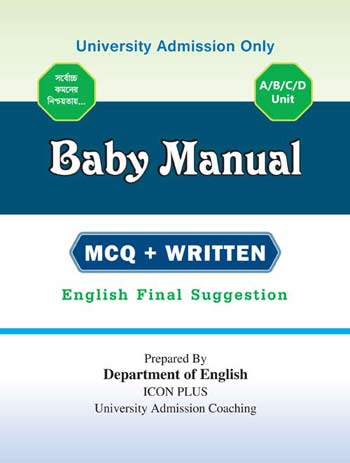 University Admission Only
সর্বোচ্চ
কমনের
নিশ্চয়তায়...
A/B/C/D
Unit
Baby Manual
MCQ + WRITTEN
English Final Suggestion
Prepared By
Department of English
ICON PLUS
University Admission Coaching